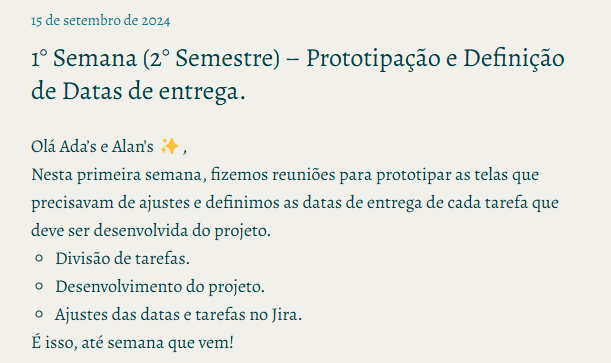 15 de setembro de 2024
1° Semana (2° Semestre) – Prototipação e Definição
de Datas de entrega.
Olá Ada's e Alan's ✨ ,
Nesta primeira semana, fizemos reuniões para prototipar as telas que
precisavam de ajustes e definimos as datas de entrega de cada tarefa que
deve ser desenvolvida do projeto.
◦ Divisão de tarefas.
◦ Desenvolvimento do projeto.
◦ Ajustes das datas e tarefas no Jira.
É isso, até semana que vem!